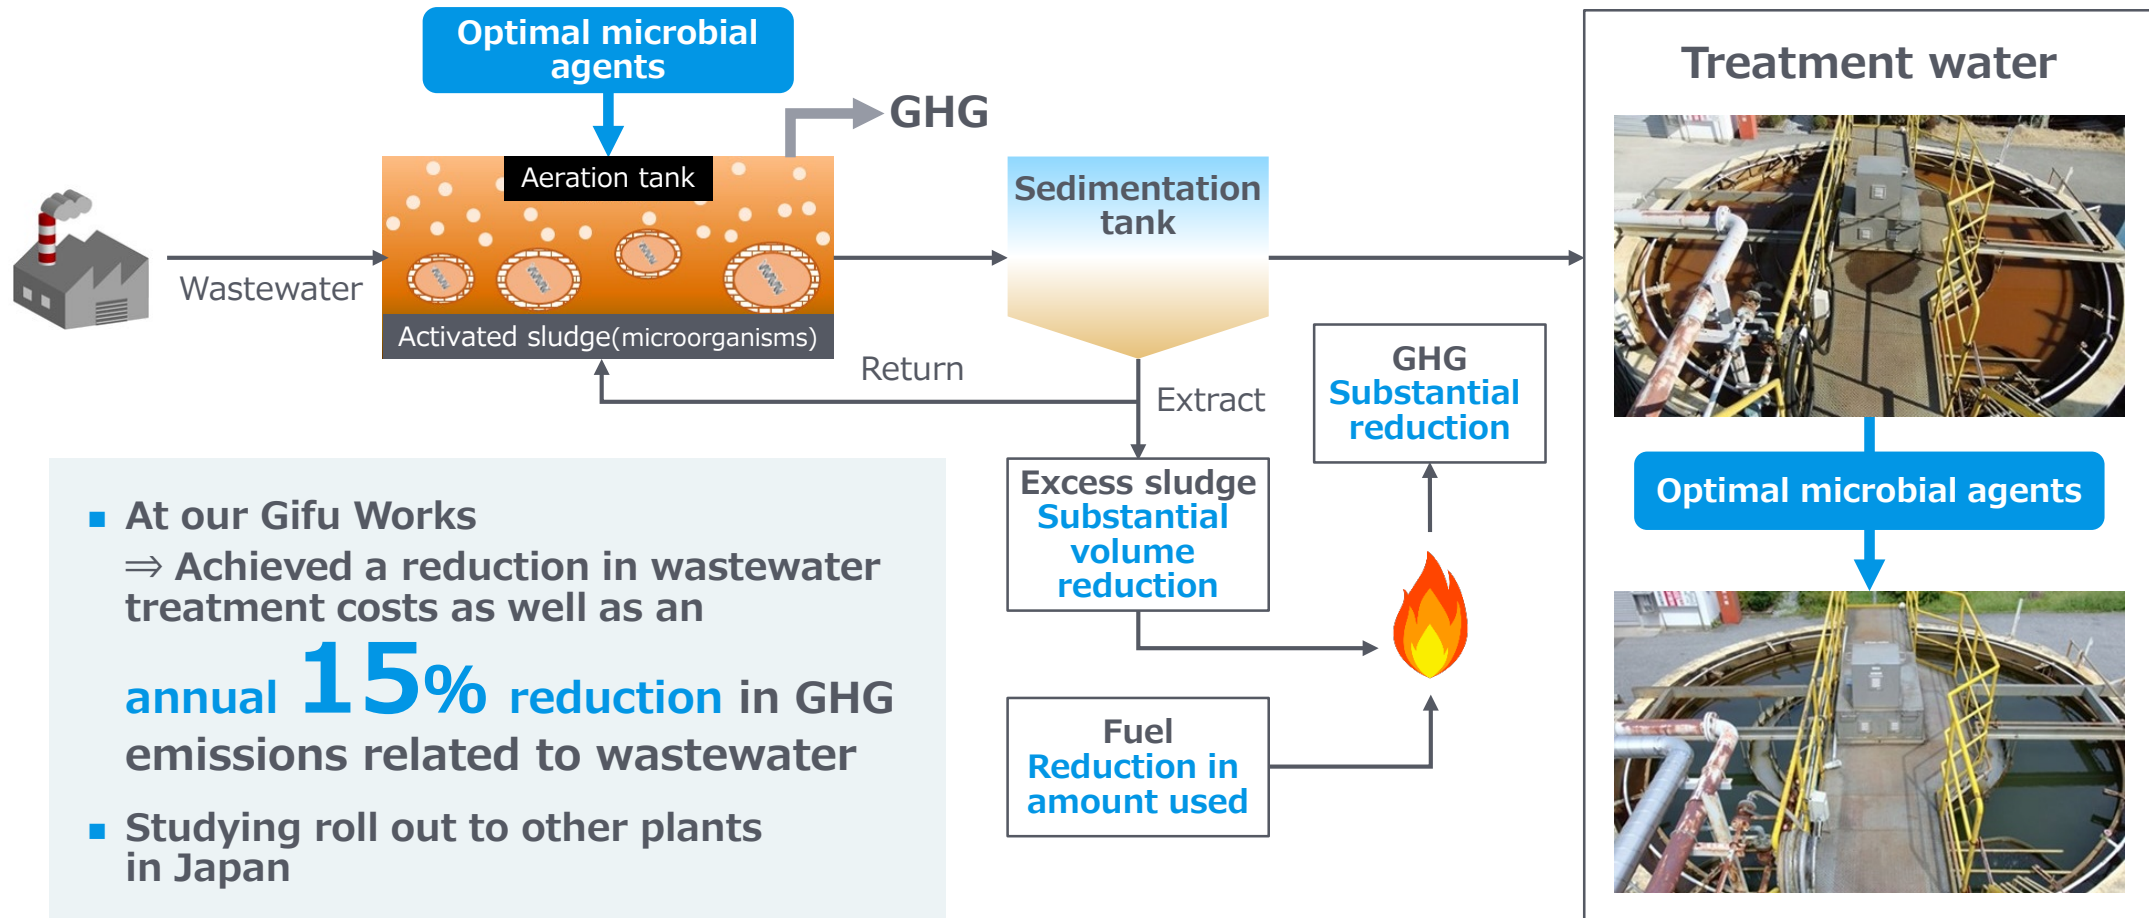 Optimal microbial
agents
GHG
Aeration tank
Wastewater
Activated sludge(microorganisms)
Sedimentation
tank
Return
Extract
Excess sludge
Substantial
volume
reduction
GHG
Substantial
reduction
Fuel
Reduction in
amount used
Treatment water
Optimal microbial agents
■ At our Gifu Works
⇒ Achieved a reduction in wastewater
treatment costs as well as an
annual 15% reduction in GHG
emissions related to wastewater
■ Studying roll out to other plants
in Japan